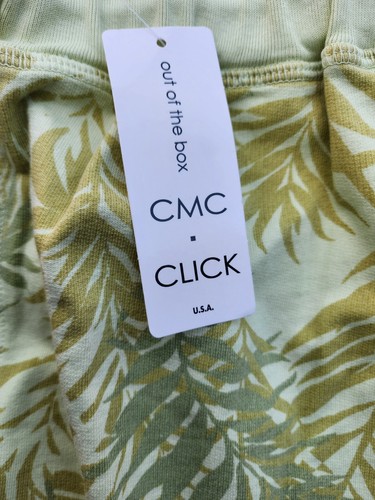 out of the box
CMC
▪
CLICK
U.S.A.